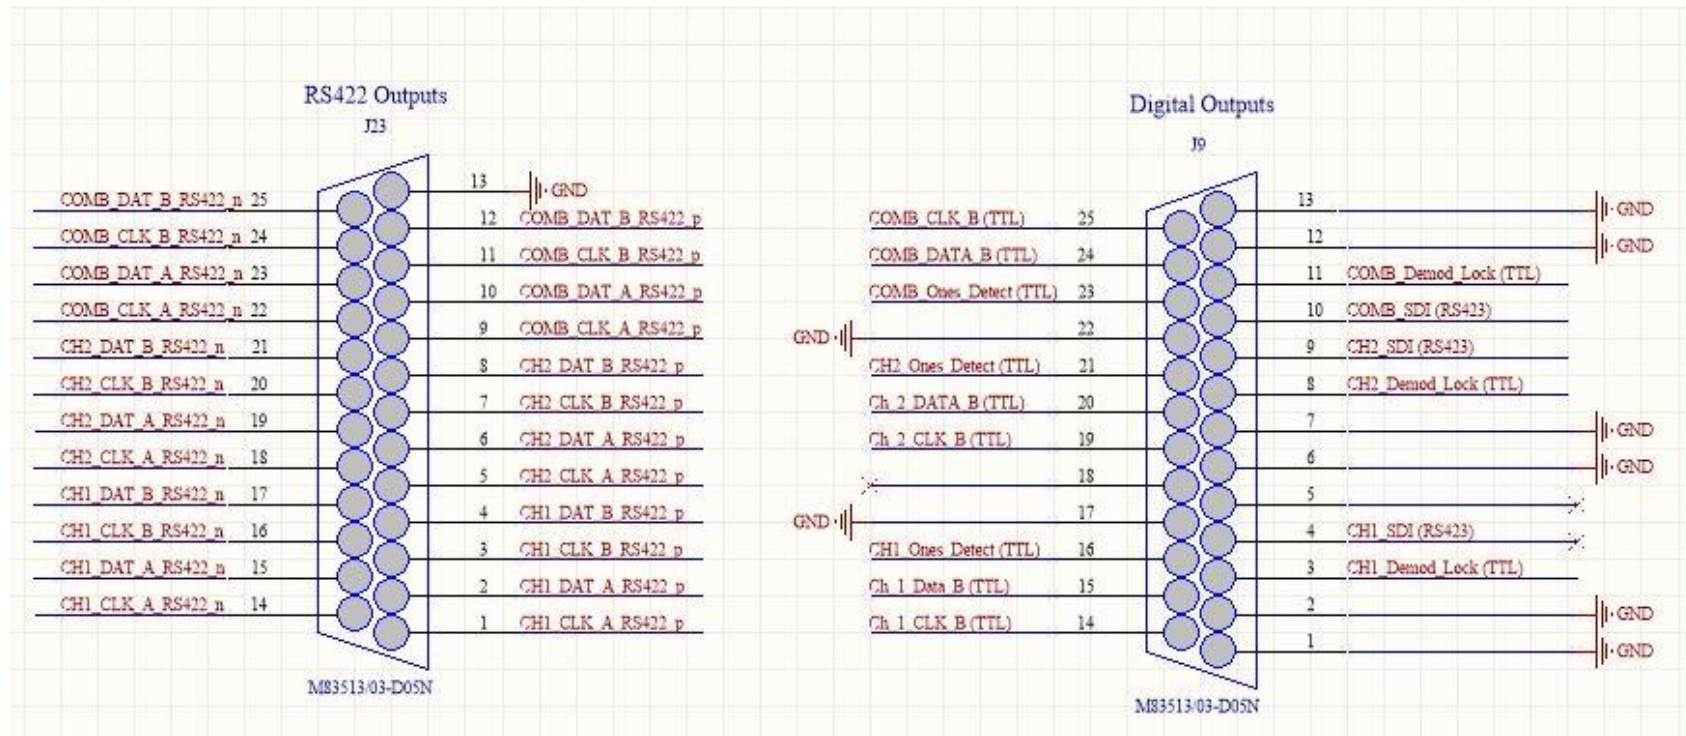 RS422 Outputs
J23
COMB_DAT_B_RS422_n 25
COMB_CLK_B_RS422_n 24
COMB_DAT_A_RS422_n 23
COMB_CLK_A_RS422_n 22
CH2_DAT_B_RS422_n 21
CH2_CLK_B_RS422_n 20
CH2_DAT_A_RS422_n 19
CH2_CLK_A_RS422_n 18
CH1_DAT_B_RS422_n 17
CH1_CLK_B_RS422_n 16
CH1_DAT_A_RS422_n 15
CH1_CLK_A_RS422_n 14
13 GND
12 COMB_DAT_B_RS422_p
11 COMB_CLK_B_RS422_p
10 COMB_DAT_A_RS422_p
9 COMB_CLK_A_RS422_p
8 CH2_DAT_B_RS422_p
7 CH2_CLK_B_RS422_p
6 CH2_DAT_A_RS422_p
5 CH2_CLK_A_RS422_p
4 CH1_DAT_B_RS422_p
3 CH1_CLK_B_RS422_p
2 CH1_DAT_A_RS422_p
1 CH1_CLK_A_RS422_p
M83513/03-D05N
Digital Outputs
J9
COMB_CLK_B (TTL) 25
COMB_DATA_B (TTL) 24
COMB_Ones_Detect (TTL) 23
GND 22
CH2_Ones_Detect (TTL) 21
Ch_2_DATA_B (TTL) 20
Ch_2_CLK_B (TTL) 19
18
GND 17
CH1_Ones_Detect (TTL) 16
Ch_1_Data_B (TTL) 15
Ch_1_CLK_B (TTL) 14
13 GND
12 GND
11 COMB_Demod_Lock (TTL)
10 COMB_SDI (RS423)
9 CH2_SDI (RS423)
8 CH2_Demod_Lock (TTL)
7 GND
6 GND
5
4 CH1_SDI (RS423)
3 CH1_Demod_Lock (TTL)
2 GND
1 GND
M83513/03-D05N